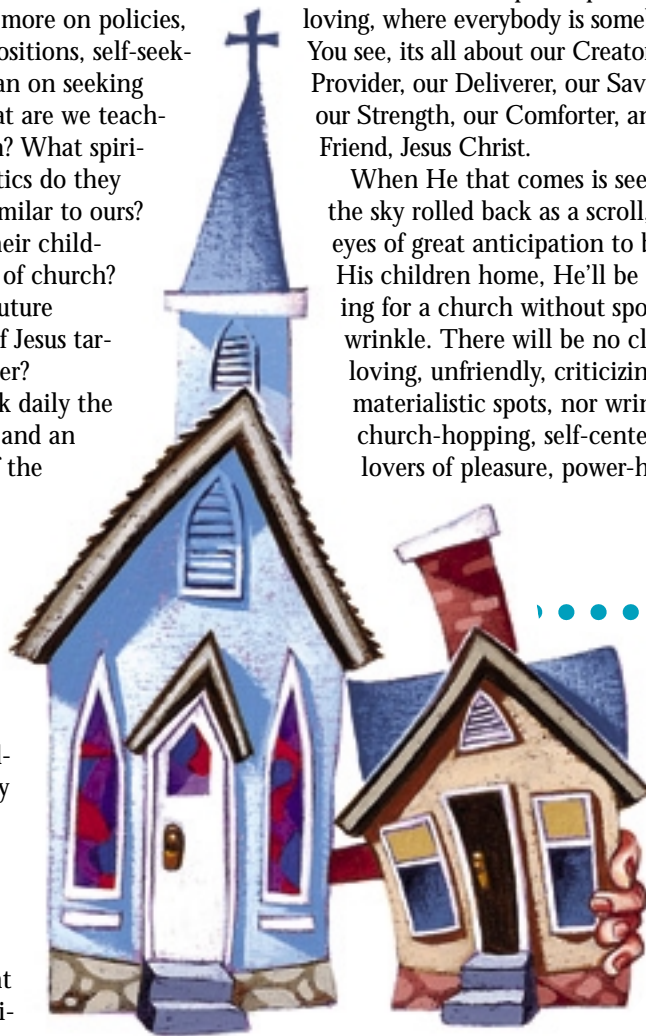 more on policies,
ositions, self-seek-
an on seeking
at are we teach-
? What spiri-
tics do they
milar to ours?
heir child-
of church?
uture
f Jesus tar-
er?
k daily the
and an
f the
l-
y
nt
i-
loving, where everybody is some
You see, its all about our Creator
Provider, our Deliverer, our Sav
our Strength, our Comforter, an
Friend, Jesus Christ.
When He that comes is see
the sky rolled back as a scroll,
eyes of great anticipation to b
His children home, He'll be
ing for a church without spo
wrinkle. There will be no cl
loving, unfriendly, criticizin
materialistic spots, nor wrin
church-hopping, self-cente
lovers of pleasure, power-h